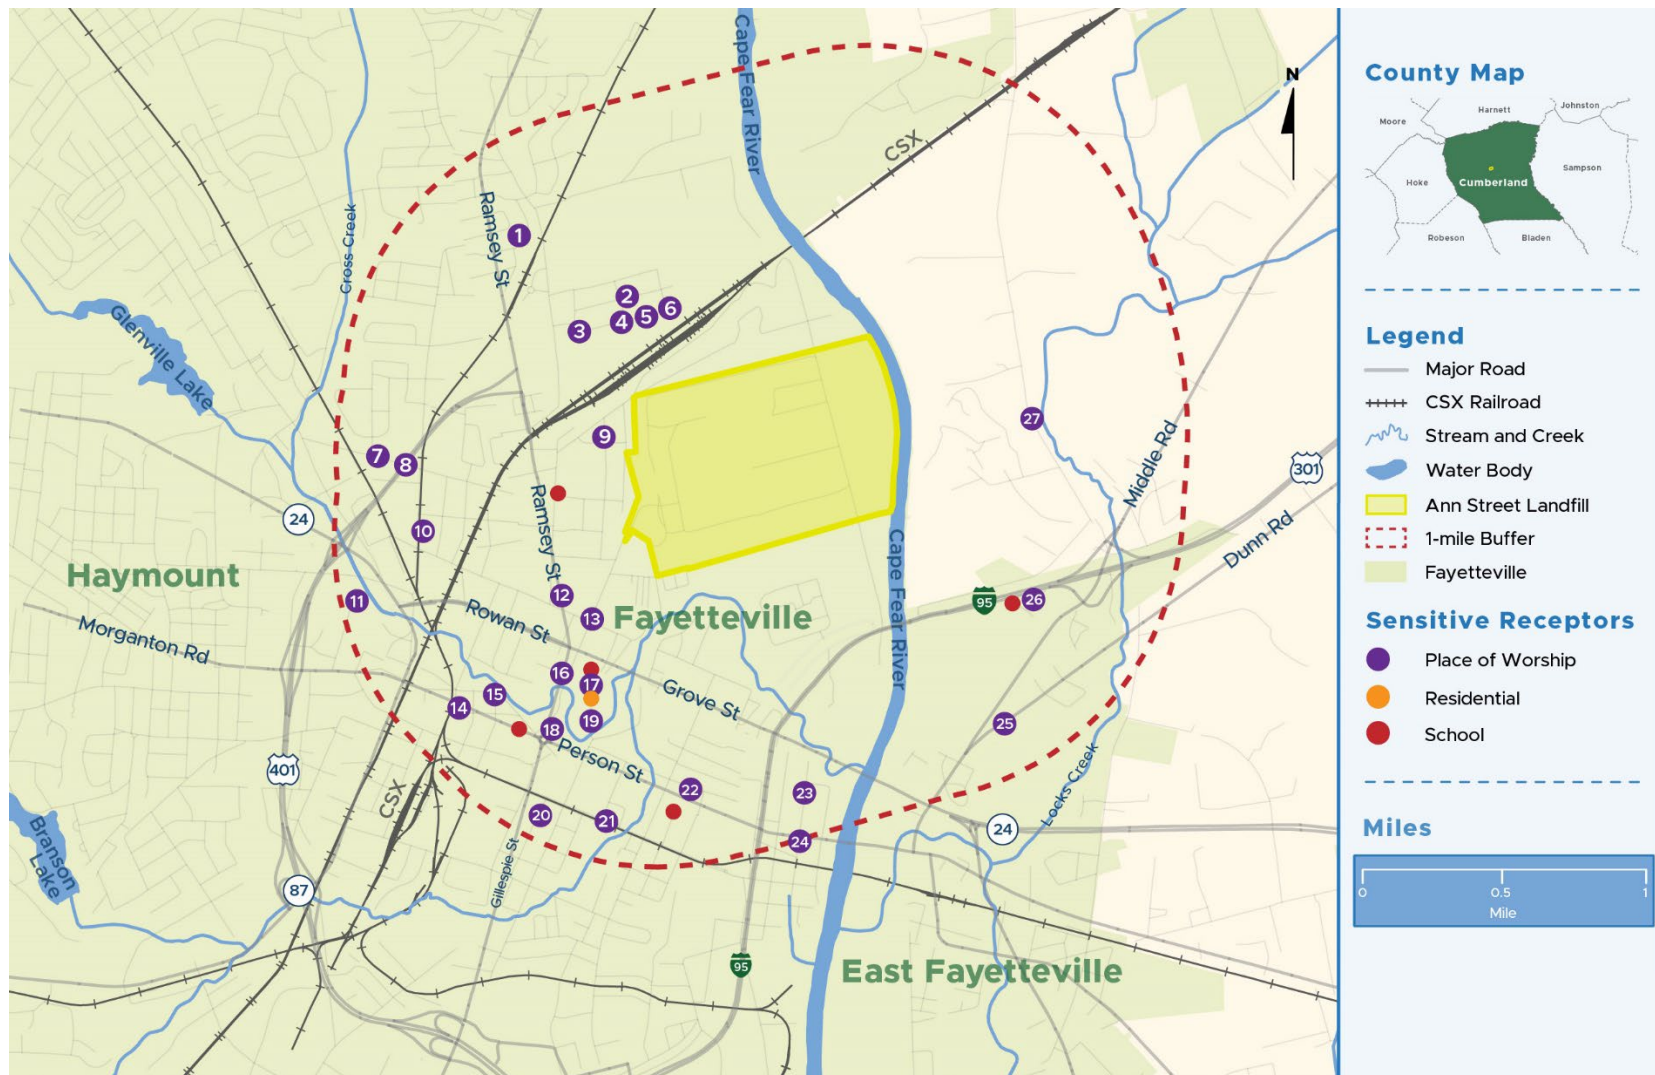 Cape Fear River
N
CSX
Cross Creek
Ramsey St
1
2
3
4
5
6
Glenville Lake
27
Middle Rd
7
8
9
301
24
10
Ramsey St
Dunn Rd
Haymount
11
12
13
Fayetteville
Cape Fear River
95
26
Morganton Rd
Rowan St
16
17
15
14
Grove St
19
18
25
Person St
401
CSX
22
23
20
21
24
24
Locks Creek
Branson
Lake
Gillespie St
87
95
East Fayetteville
County Map
Harnett
Johnston
Moore
Sampson
Hoke
Cumberland
Robeson
Bladen
Legend
Major Road
CSX Railroad
Stream and Creek
Water Body
Ann Street Landfill
1-mile Buffer
Fayetteville
Sensitive Receptors
Place of Worship
Residential
School
Miles
0
0.5
1
Mile